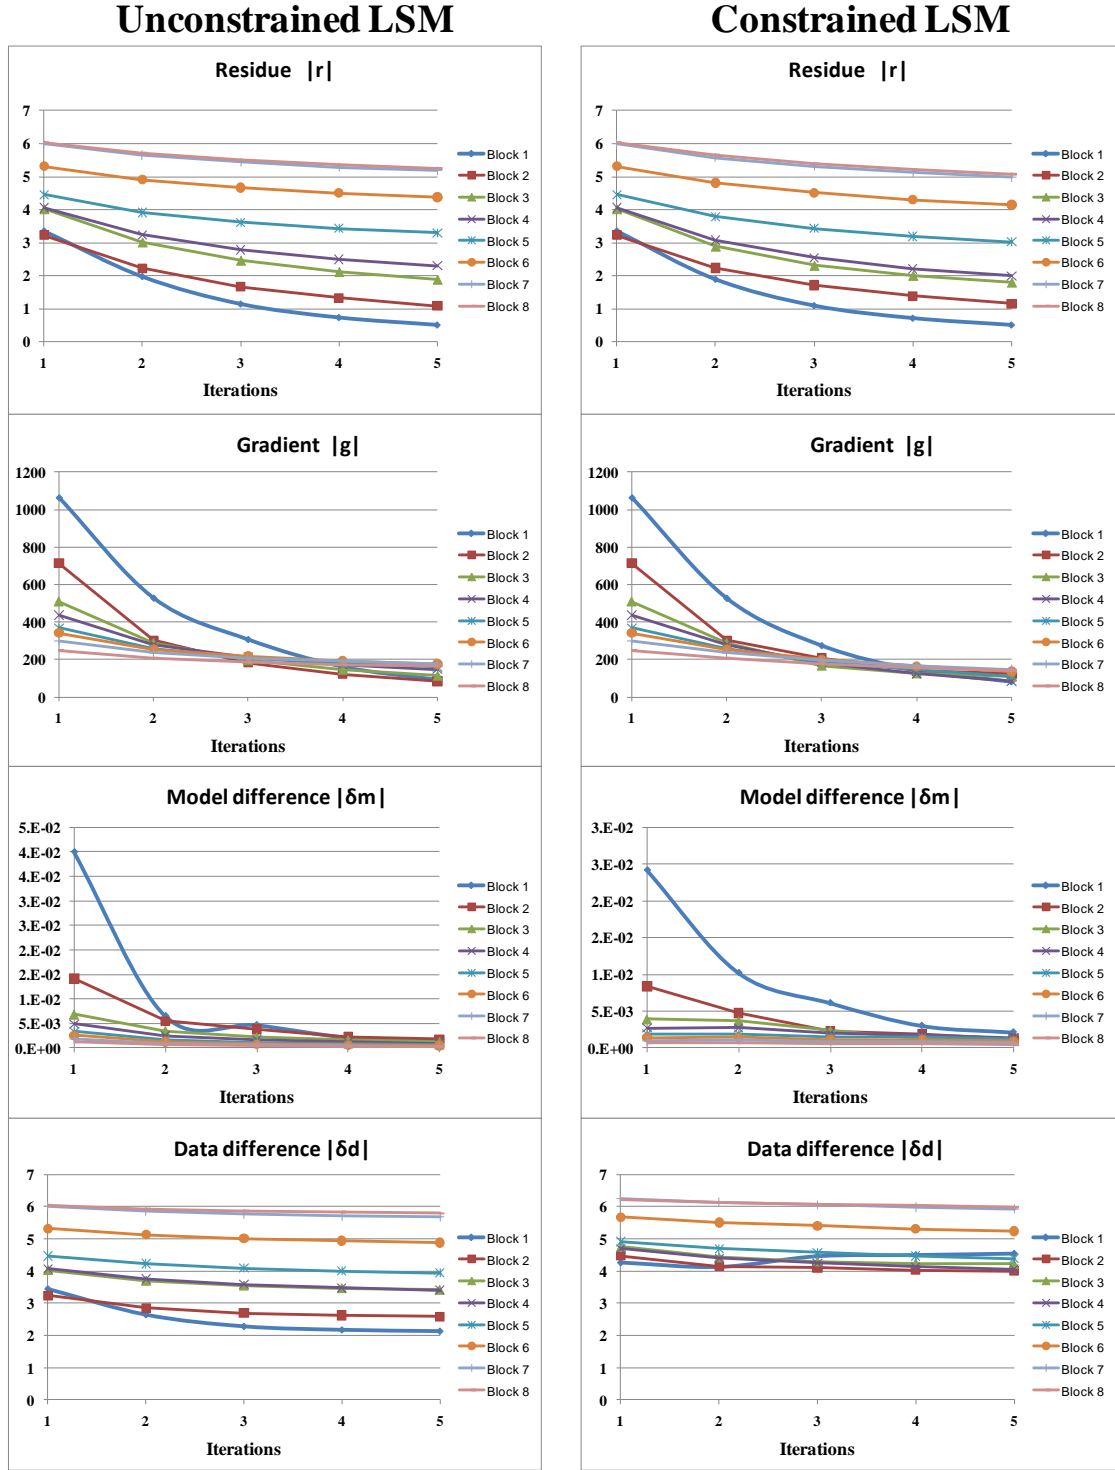 Unconstrained LSM
Constrained LSM
Residue |r|
7
6
5
4
3
2
1
0
1 2 3 4 5
Iterations
Block 1
Block 2
Block 3
Block 4
Block 5
Block 6
Block 7
Block 8
Residue |r|
7
6
5
4
3
2
1
0
1 2 3 4 5
Iterations
Block 1
Block 2
Block 3
Block 4
Block 5
Block 6
Block 7
Block 8
Gradient |g|
1200
1000
800
600
400
200
0
1 2 3 4 5
Iterations
Block 1
Block 2
Block 3
Block 4
Block 5
Block 6
Block 7
Block 8
Gradient |g|
1200
1000
800
600
400
200
0
1 2 3 4 5
Iterations
Block 1
Block 2
Block 3
Block 4
Block 5
Block 6
Block 7
Block 8
Model difference |δm|
5.E-02
4.E-02
4.E-02
3.E-02
3.E-02
2.E-02
2.E-02
1.E-02
5.E-03
0.E+00
1 2 3 4 5
Iterations
Block 1
Block 2
Block 3
Block 4
Block 5
Block 6
Block 7
Block 8
Model difference |δm|
3.E-02
3.E-02
2.E-02
2.E-02
1.E-02
5.E-03
0.E+00
1 2 3 4 5
Iterations
Block 1
Block 2
Block 3
Block 4
Block 5
Block 6
Block 7
Block 8
Data difference |δd|
7
6
5
4
3
2
1
0
1 2 3 4 5
Iterations
Block 1
Block 2
Block 3
Block 4
Block 5
Block 6
Block 7
Block 8
Data difference |δd|
7
6
5
4
3
2
1
0
1 2 3 4 5
Iterations
Block 1
Block 2
Block 3
Block 4
Block 5
Block 6
Block 7
Block 8